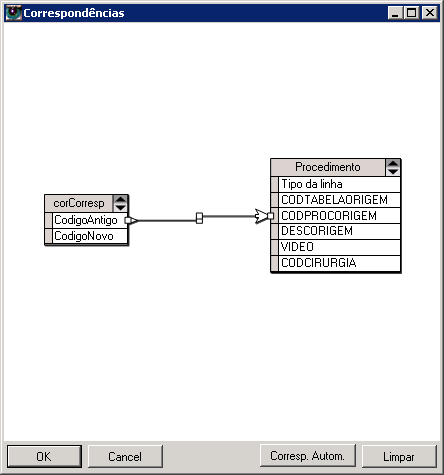 Correspondências
Procedimento
Tipo da linha
CODTABELAORIGEM
CODPROCORIGEM
DESCORIGEM
VIDEO
CODCIRURGIA
corCorresp
CodigoAntigo
CodigoNovo
OK
Cancel
Corresp. Autom.
Limpar